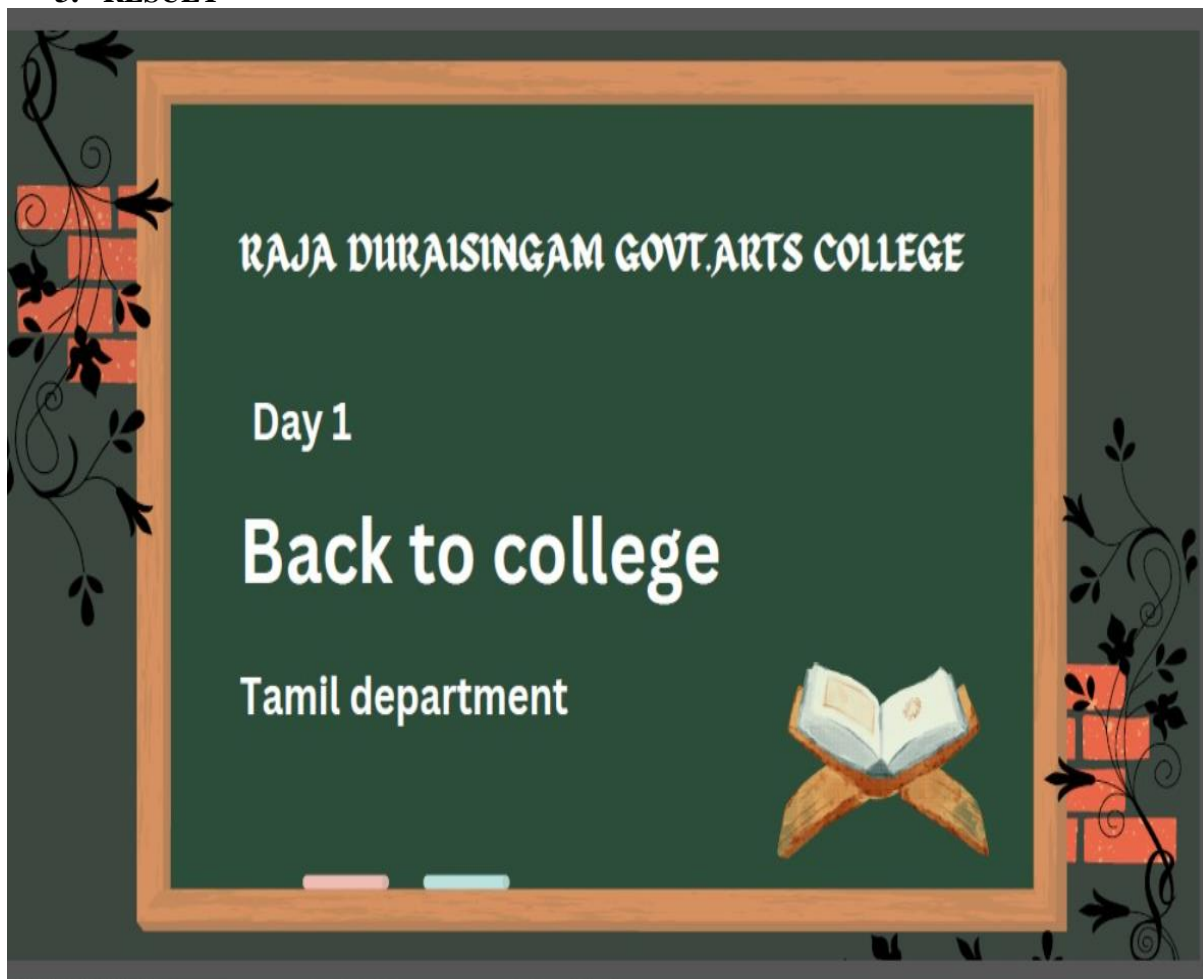 RAJA DURAISINGAM GOVT.ARTS COLLEGE
Day 1
Back to college
Tamil department